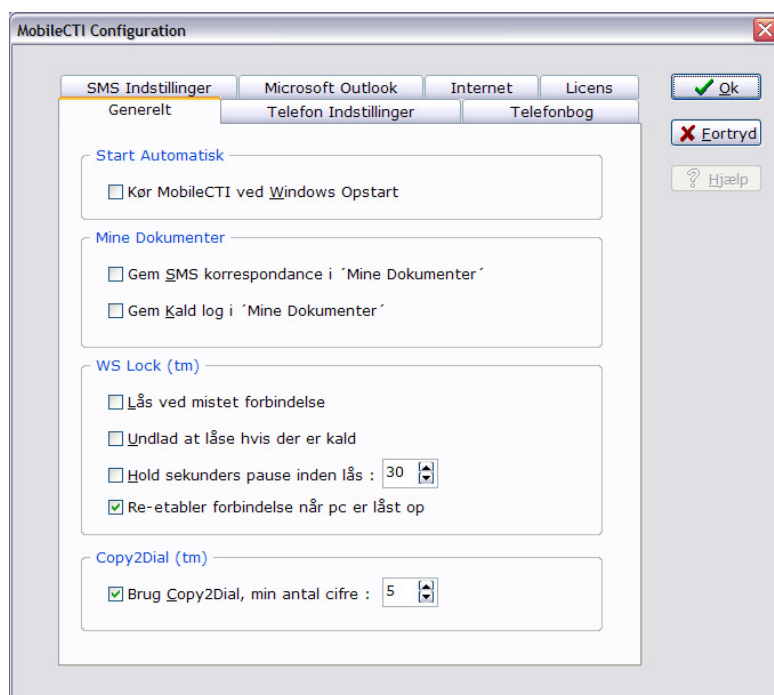 MobileCTI Configuration
SMS Indstillinger Microsoft Outlook Internet Licens
Generelt Telefon Indstillinger Telefonbog
Ok
Fortryd
Hjælp
Start Automatisk
Kør MobileCTI ved Windows Opstart
Mine Dokumenter
Gem SMS korrespondance i ´Mine Dokumenter´
Gem Kald log i ´Mine Dokumenter´
WS Lock (tm)
Lås ved mistet forbindelse
Undlad at låse hvis der er kald
Hold sekunders pause inden lås : 30
Re-etabler forbindelse når pc er låst op
Copy2Dial (tm)
Brug Copy2Dial, min antal cifre : 5